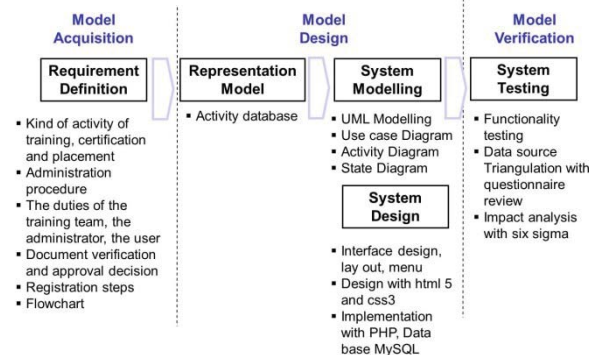 Model
Acquisition
Model
Design
Model
Verification
Requirement
Definition
Representation
Model
System
Modelling
System
Testing
▪ Kind of activity of
training, certification
and placement
▪ Administration
procedure
▪ The duties of the
training team, the
administrator, the user
▪ Document verification
and approval decision
▪ Registration steps
▪ Flowchart
▪ Activity database
▪ UML Modelling
▪ Use case Diagram
▪ Activity Diagram
▪ State Diagram
System
Design
▪ Interface design,
lay out, menu
▪ Design with html 5
and css3
▪ Implementation
with PHP, Data
base MySQL
▪ Functionality
testing
▪ Data source
Triangulation with
questionnaire
review
▪ Impact analysis
with six sigma